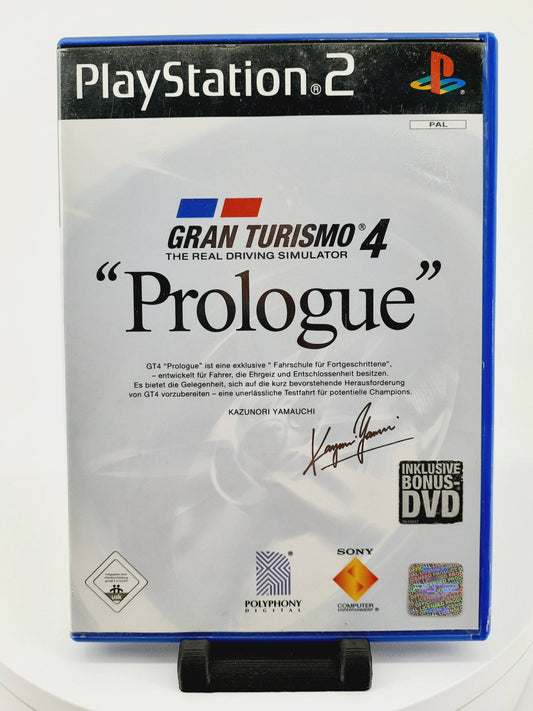 PlayStation®2
PAL
GRAN TURISMO®4
THE REAL DRIVING SIMULATOR
“Prologue”
GT4 “Prologue” ist eine exklusive “ Fahrschule für Fortgeschrittene”,
– entwickelt für Fahrer, die Ehrgeiz und Entschlossenheit besitzen.
Es bietet die Gelegenheit, sich auf die kurz bevorstehende Herausforderung
von GT4 vorzubereiten – eine unerlässliche Testfahrt für potentielle Champions.
KAZUNORI YAMAUCHI
INKLUSIVE
BONUS-
DVD
usk
POLYPHONY
DIGITAL
SONY
COMPUTER
ENTERTAINMENT®